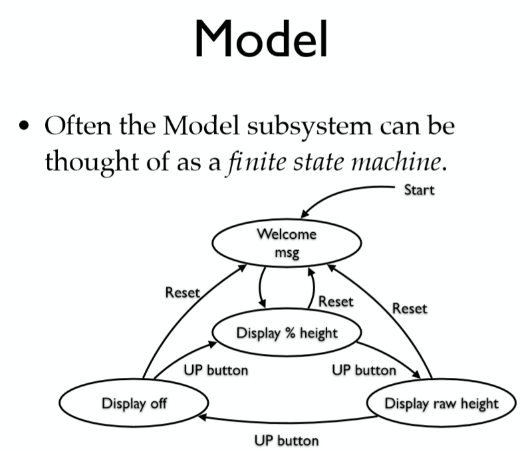 Model
• Often the Model subsystem can be
thought of as a finite state machine.
Start
Welcome
msg
Reset
Reset
Reset
Display % height
UP button
UP button
Display off
Display raw height
UP button